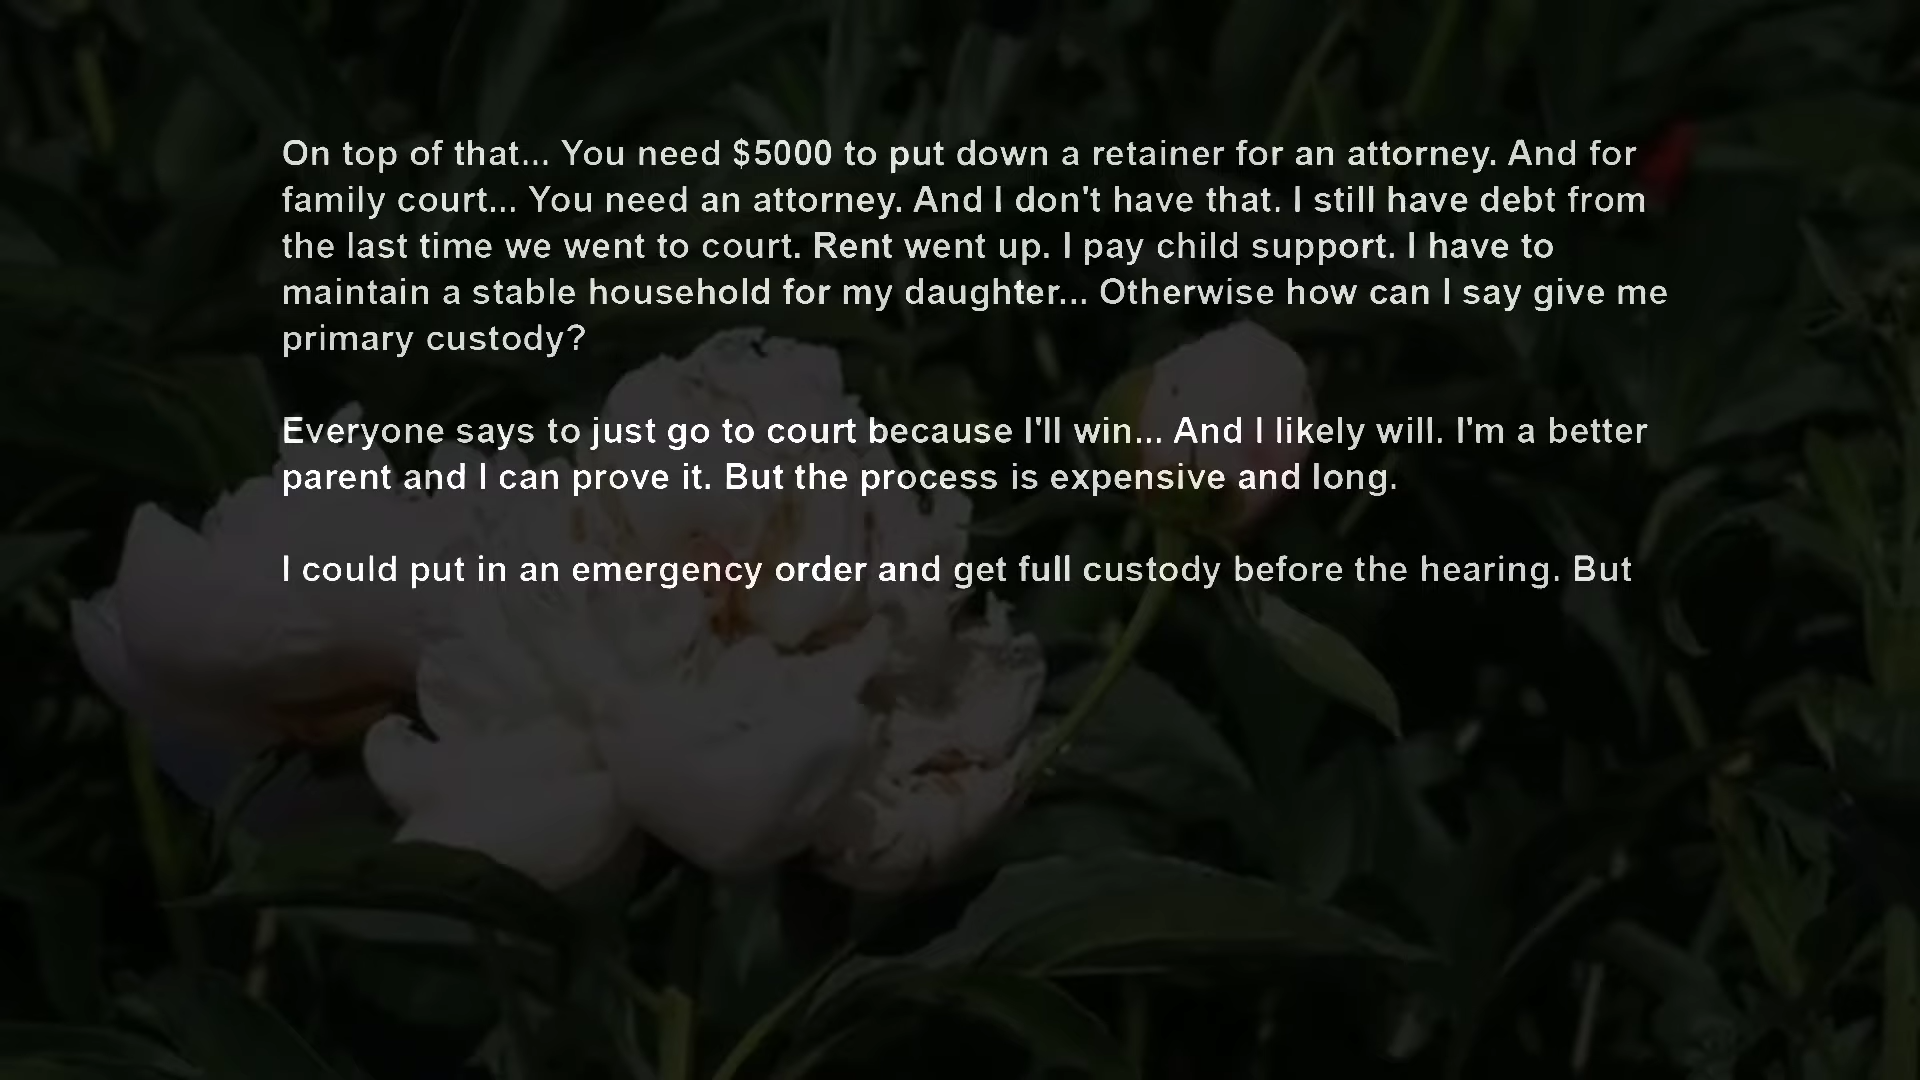 On top of that... You need $5000 to put down a retainer for an attorney. And for
family court... You need an attorney. And I don't have that. I still have debt from
the last time we went to court. Rent went up. I pay child support. I have to
maintain a stable household for my daughter... Otherwise how can I say give me
primary custody?
Everyone says to just go to court because I'll win... And I likely will. I'm a better
parent and I can prove it. But the process is expensive and long.
I could put in an emergency order and get full custody before the hearing. But